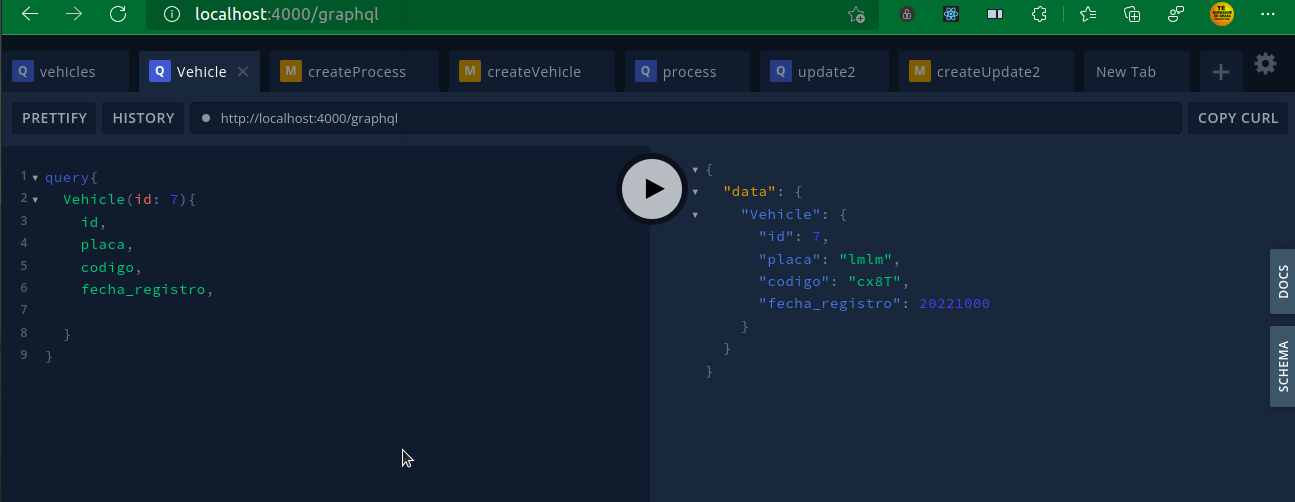 localhost:4000/graphql
Q vehicles Q Vehicle M createProcess M createVehicle Q process Q update2 M createUpdate2 New Tab
PRETTIFY HISTORY http://localhost:4000/graphql COPY CURL
1 query{
2 Vehicle(id: 7){
3 id,
4 placa,
5 codigo,
6 fecha_registro,
7
8 }
9 }
{
"data": {
"Vehicle": {
"id": 7,
"placa": "lmlm",
"codigo": "cx8T",
"fecha_registro": 20221000
}
}
}
DOCS
SCHEMA